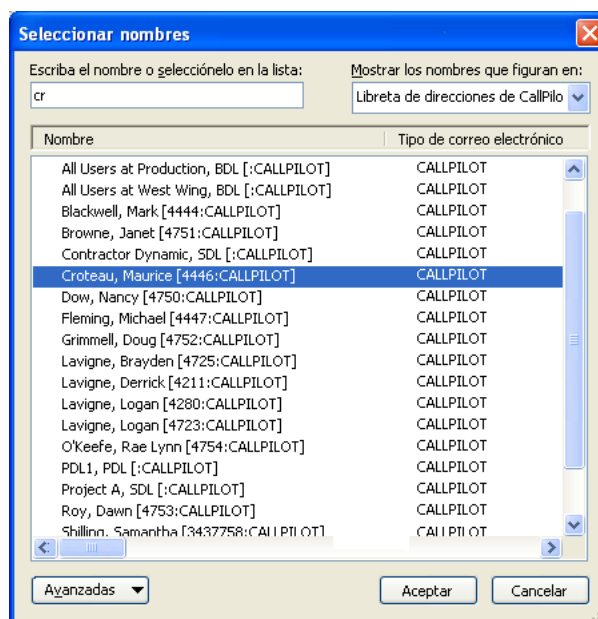 Seleccionar nombres
Escriba el nombre o selecciónelo en la lista: Mostrar los nombres que figuran en:
cr Libreta de direcciones de CallPilo
Nombre Tipo de correo electrónico
All Users at Production, BDL [:CALLPILOT] CALLPILOT
All Users at West Wing, BDL [:CALLPILOT] CALLPILOT
Blackwell, Mark [4444:CALLPILOT] CALLPILOT
Browne, Janet [4751:CALLPILOT] CALLPILOT
Contractor Dynamic, SDL [:CALLPILOT] CALLPILOT
Croteau, Maurice [4446:CALLPILOT] CALLPILOT
Dow, Nancy [4750:CALLPILOT] CALLPILOT
Fleming, Michael [4447:CALLPILOT] CALLPILOT
Grimmell, Doug [4752:CALLPILOT] CALLPILOT
Lavigne, Brayden [4725:CALLPILOT] CALLPILOT
Lavigne, Derrick [4211:CALLPILOT] CALLPILOT
Lavigne, Logan [4280:CALLPILOT] CALLPILOT
Lavigne, Logan [4723:CALLPILOT] CALLPILOT
O'Keefe, Rae Lynn [4754:CALLPILOT] CALLPILOT
PDL1, PDL [:CALLPILOT] CALLPILOT
Project A, SDL [:CALLPILOT] CALLPILOT
Roy, Dawn [4753:CALLPILOT] CALLPILOT
Shilling, Samantha [3437758:CALLPILOT] CALLPILOT
Avanzadas Aceptar Cancelar